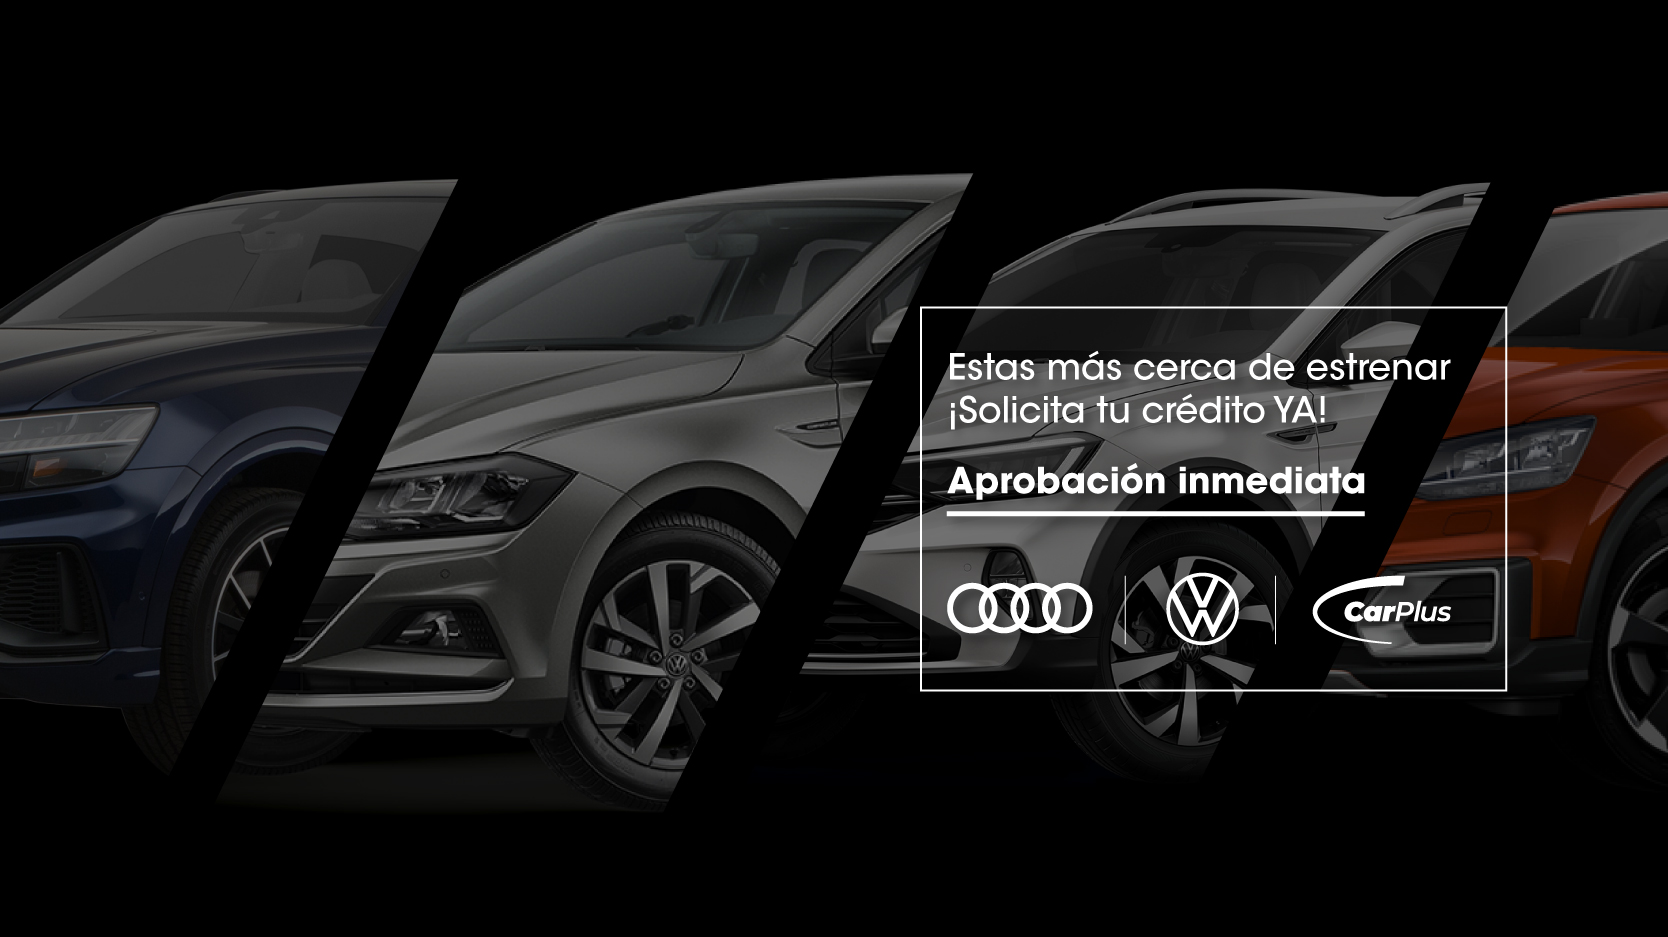 Estas más cerca de estrenar
¡Solicita tu crédito YA!
Aprobación inmediata
CarPlus